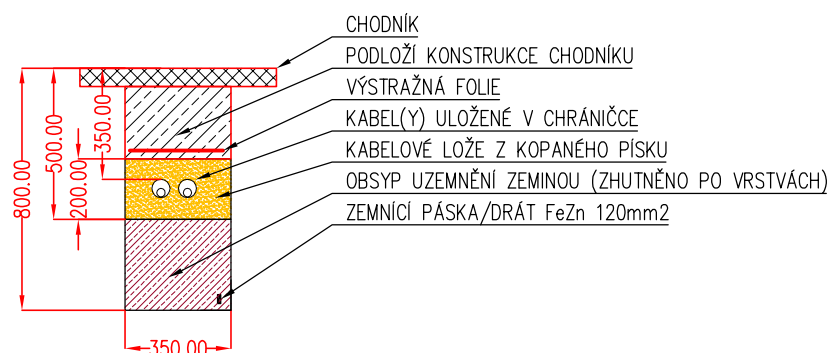 CHODNÍK
PODLOŽÍ KONSTRUKCE CHODNÍKU
VÝSTRAŽNÁ FOLIE
KABEL(Y) ULOŽENÉ V CHRÁNIČCE
KABELOVÉ LOŽE Z KOPANÉHO PÍSKU
OBSYP UZEMNĚNÍ ZEMINOU (ZHUTNĚNO PO VRSTVÁCH)
ZEMNÍCÍ PÁSKA/DRÁT FeZn 120mm2
800.00
500.00
200.00
350.00
350.00